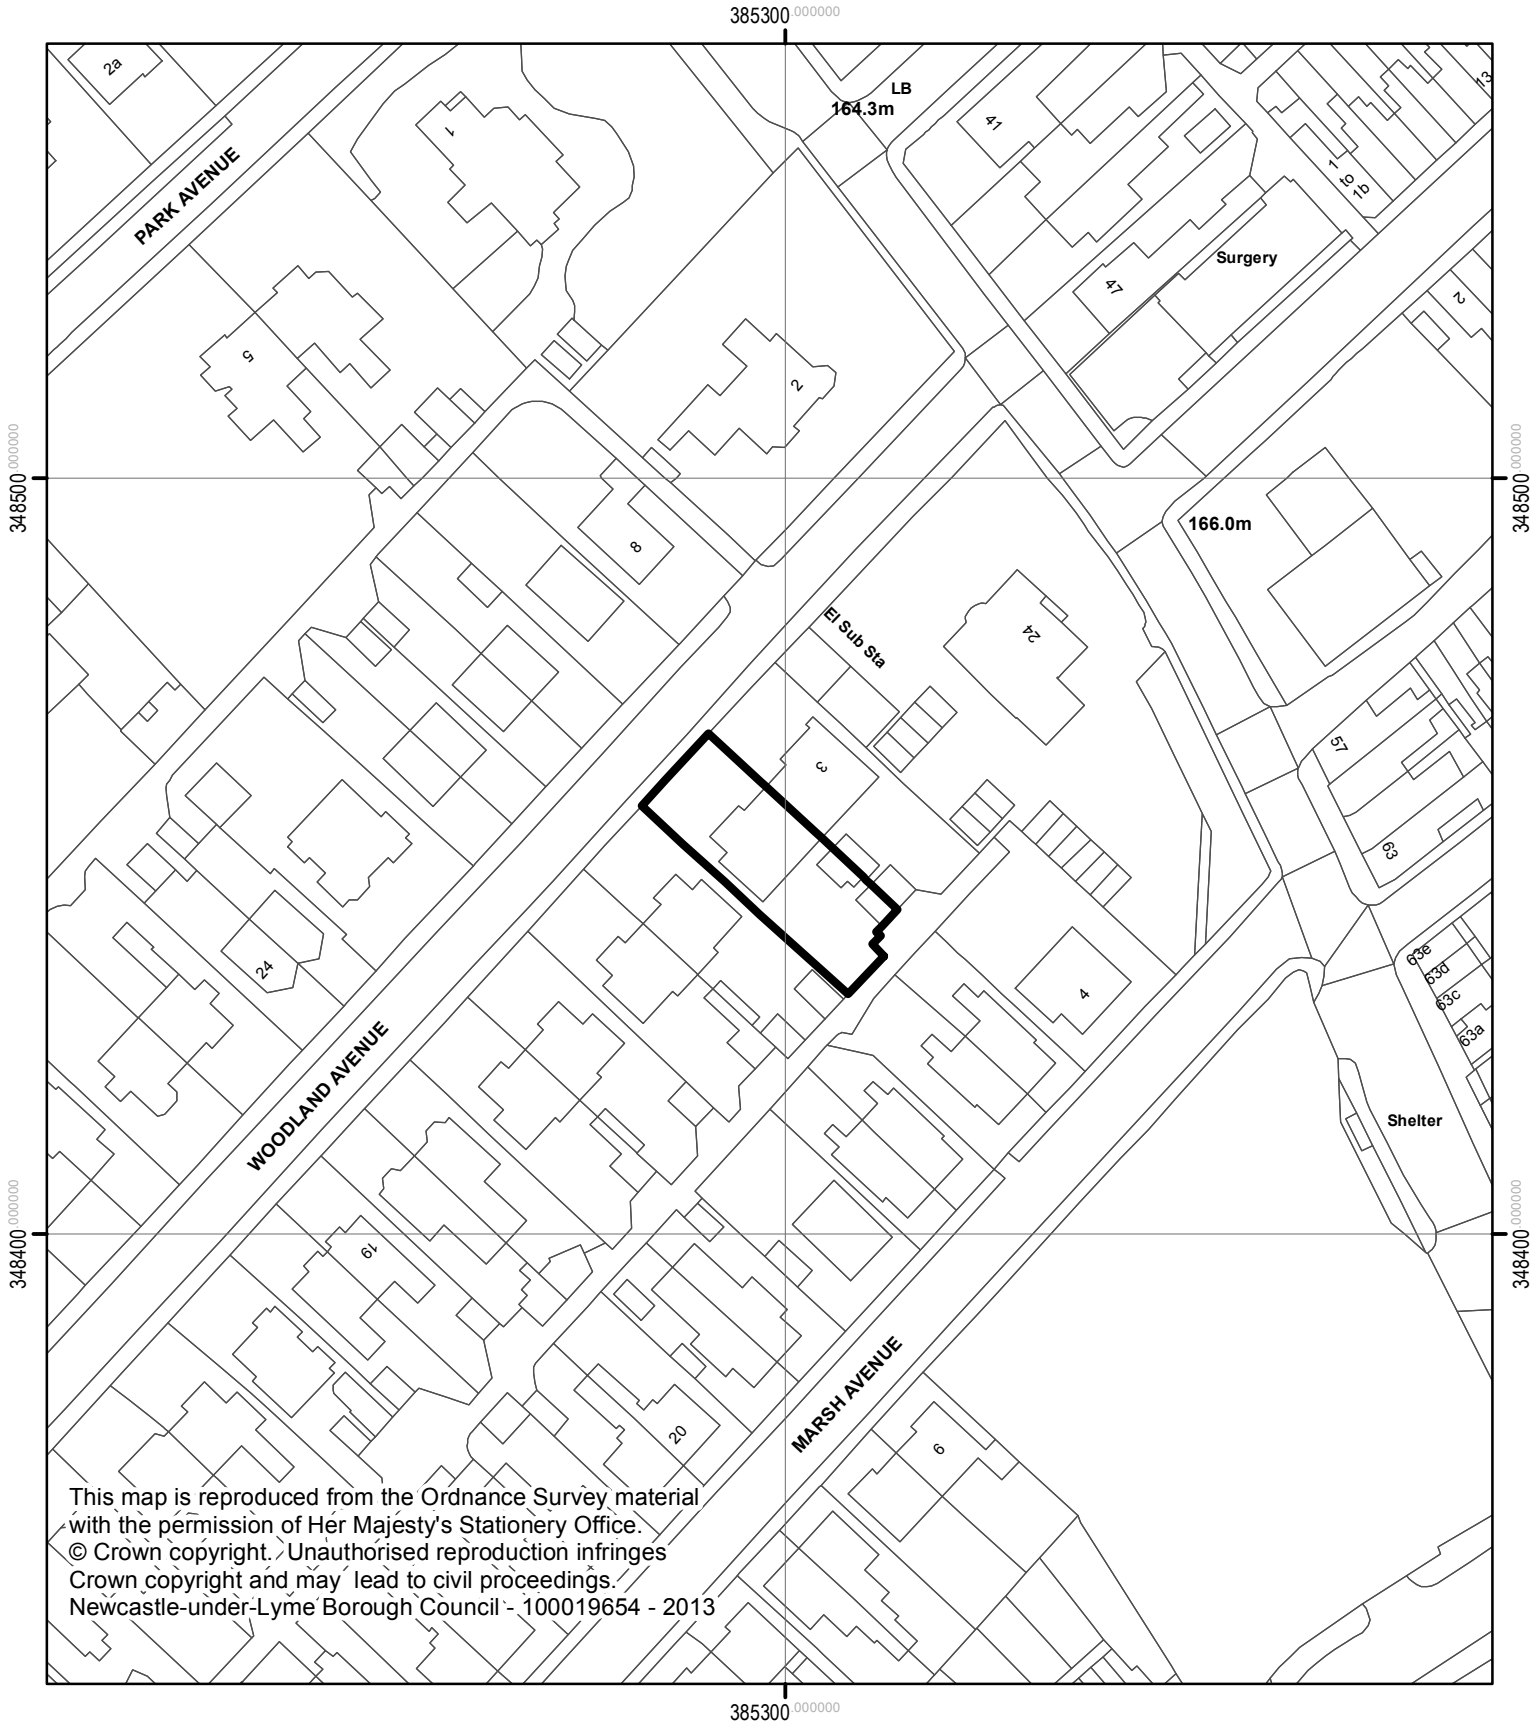 385300.000000
2a
LB
164.3m
41
13
1
PARK AVENUE
1
to
1b
Surgery
47
2
5
2
348500.000000
348500.000000
166.0m
8
El Sub Sta
24
57
3
63
24
4
63e
63d
63c
63a
WOODLAND AVENUE
Shelter
348400.000000
348400.000000
19
MARSH AVENUE
20
6
This map is reproduced from the Ordnance Survey material
with the permission of Her Majesty's Stationery Office.
© Crown copyright. Unauthorised reproduction infringes
Crown copyright and may lead to civil proceedings.
Newcastle-under-Lyme Borough Council - 100019654 - 2013
385300.000000